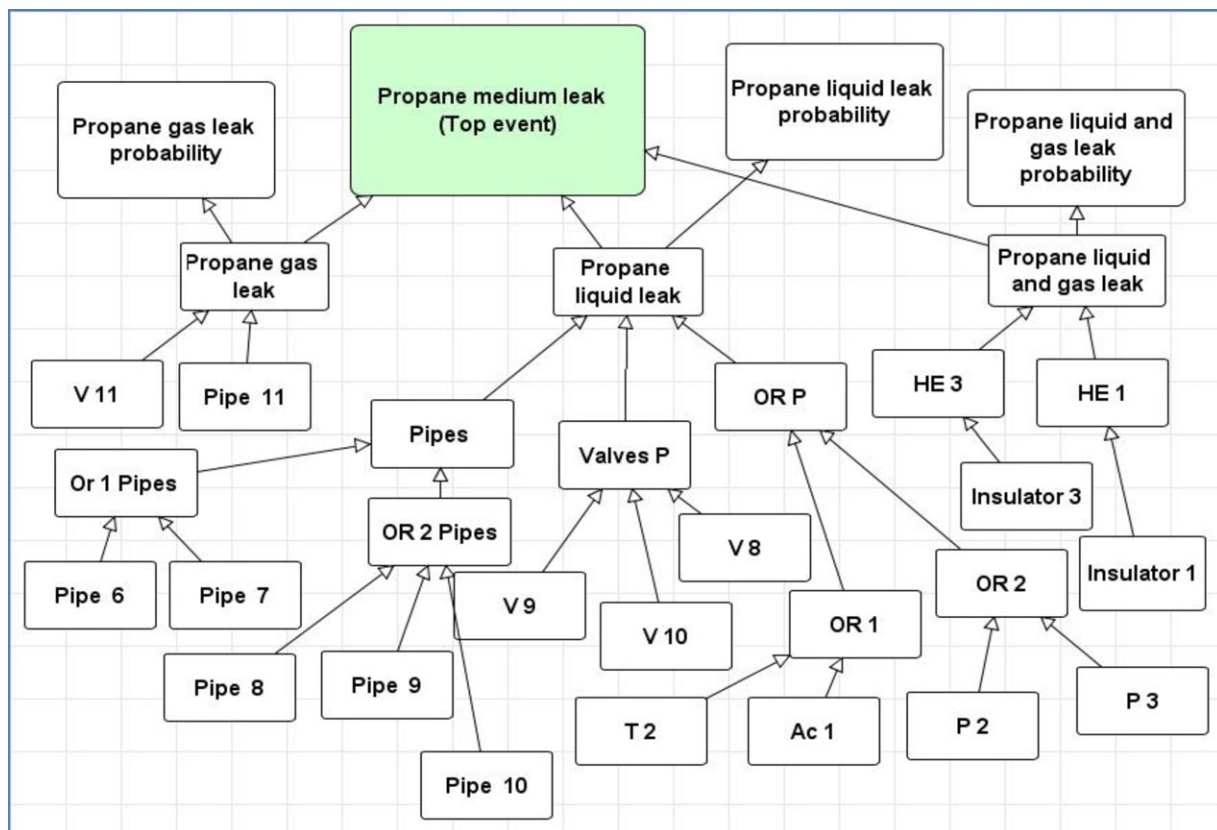 Propane gas leak
probability
Propane medium leak
(Top event)
Propane liquid leak
probability
Propane liquid and
gas leak
probability
Propane gas
leak
Propane
liquid leak
Propane liquid
and gas leak
V 11
Pipe 11
Pipes
Valves P
OR P
HE 3
HE 1
Or 1 Pipes
OR 2 Pipes
Insulator 3
Insulator 1
Pipe 6
Pipe 7
V 9
V 10
V 8
OR 1
OR 2
Pipe 8
Pipe 9
Pipe 10
T 2
Ac 1
P 2
P 3